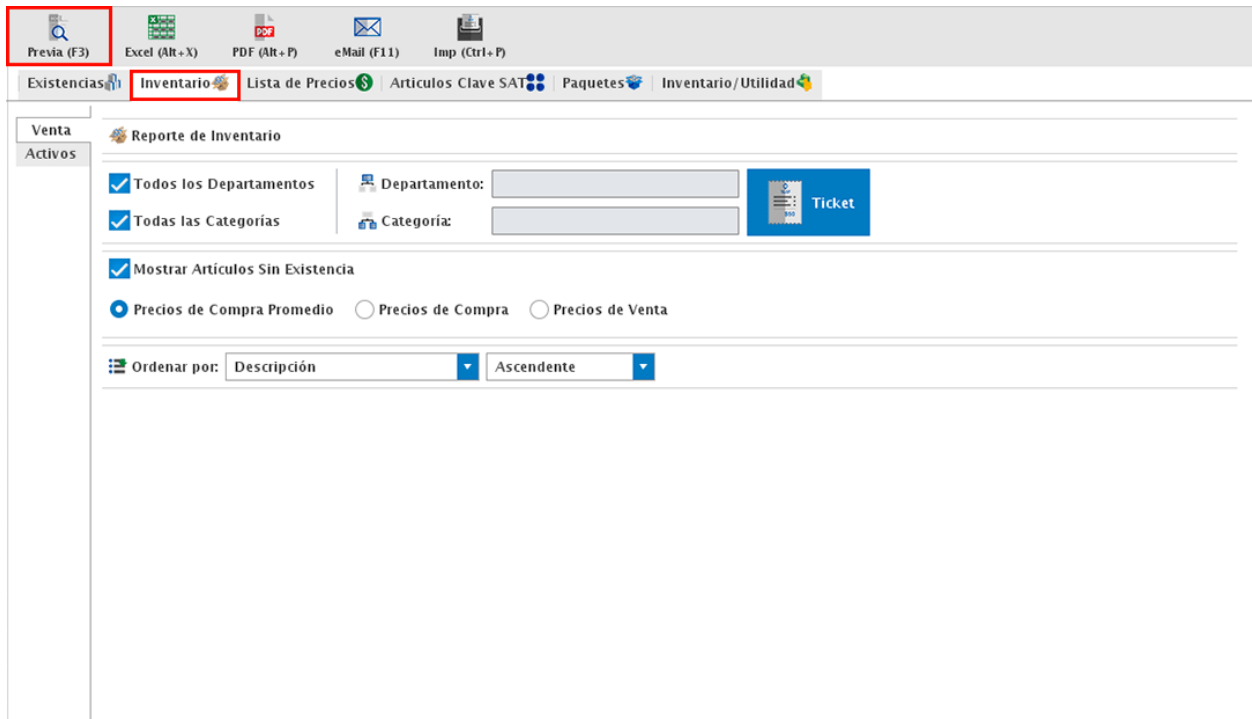 Previa (F3) Excel (Alt+X) PDF (Alt+P) eMail (F11) Imp (Ctrl+P)
Existencias Inventario Lista de Precios Articulos Clave SAT Paquetes Inventario/Utilidad
Venta
Activos
Reporte de Inventario
Todos los Departamentos Departamento: Ticket
Todas las Categorías Categoría:
Mostrar Artículos Sin Existencia
Precios de Compra Promedio Precios de Compra Precios de Venta
Ordenar por: Descripción Ascendente